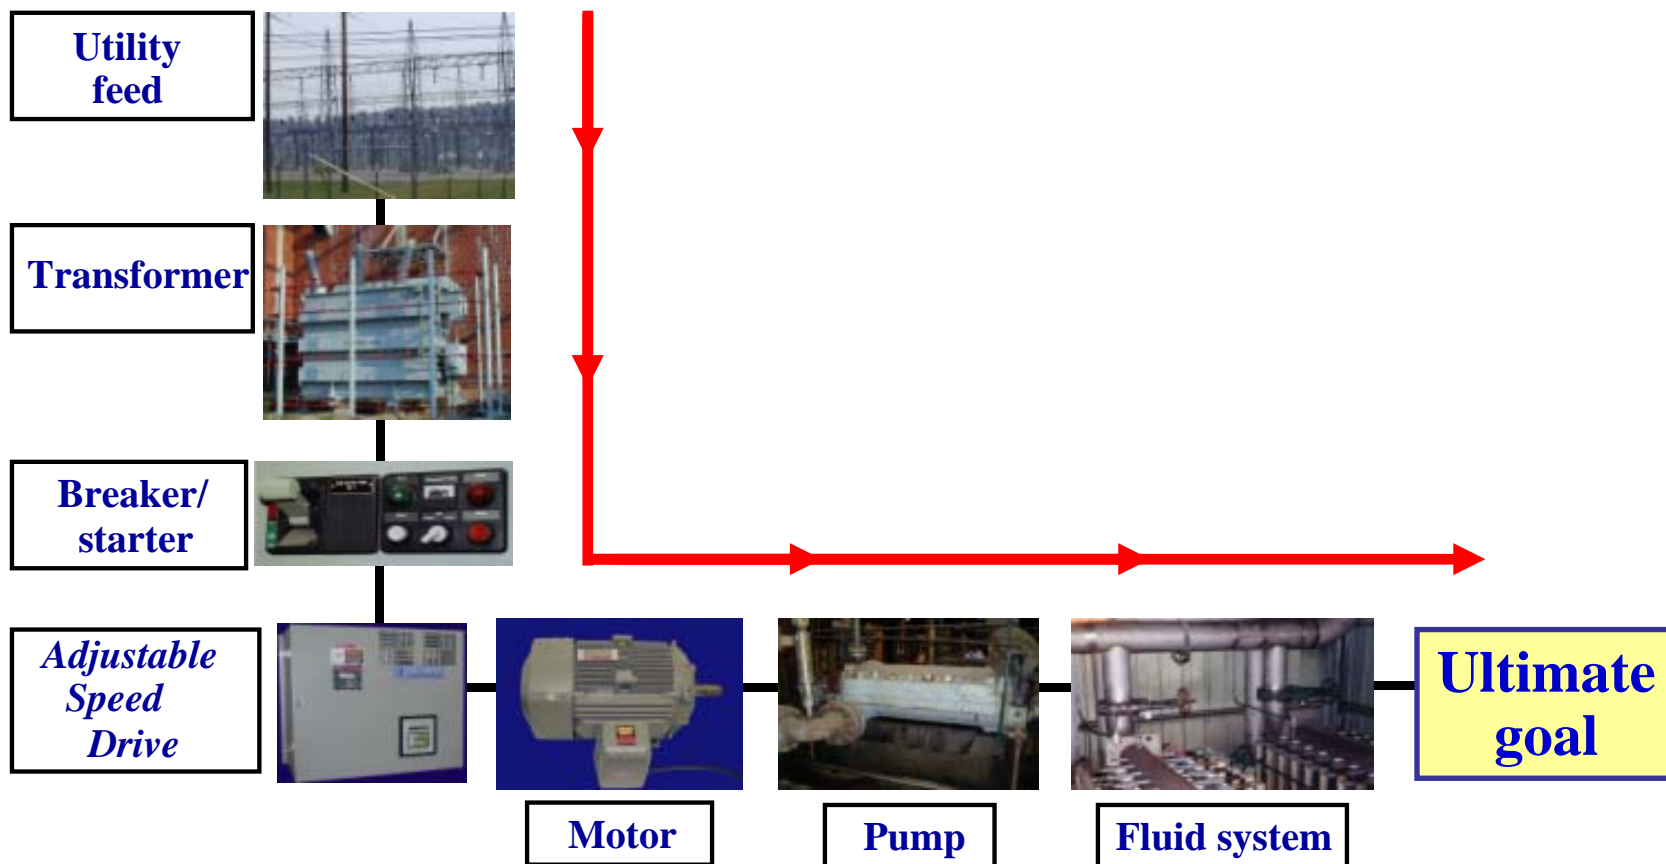 Utility
feed
Transformer
Breaker/
starter
Adjustable
Speed
Drive
Motor
Pump
Fluid system
Ultimate
goal